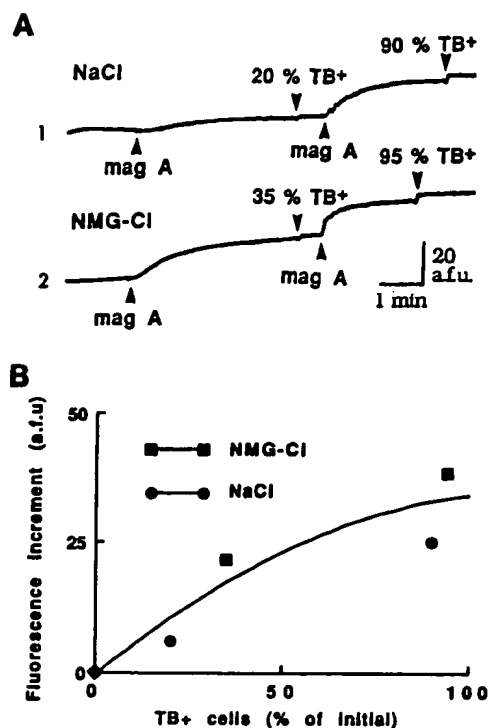 A
NaCl
90 % TB+
20 % TB+
1
mag A
mag A
NMG-Cl
95 % TB+
35 % TB+
2
mag A
mag A
20
a.f.u.
1 min
B
Fluorescence increment (a.f.u)
50
25
0
NMG-Cl
NaCl
0
50
100
TB+ cells (% of initial)